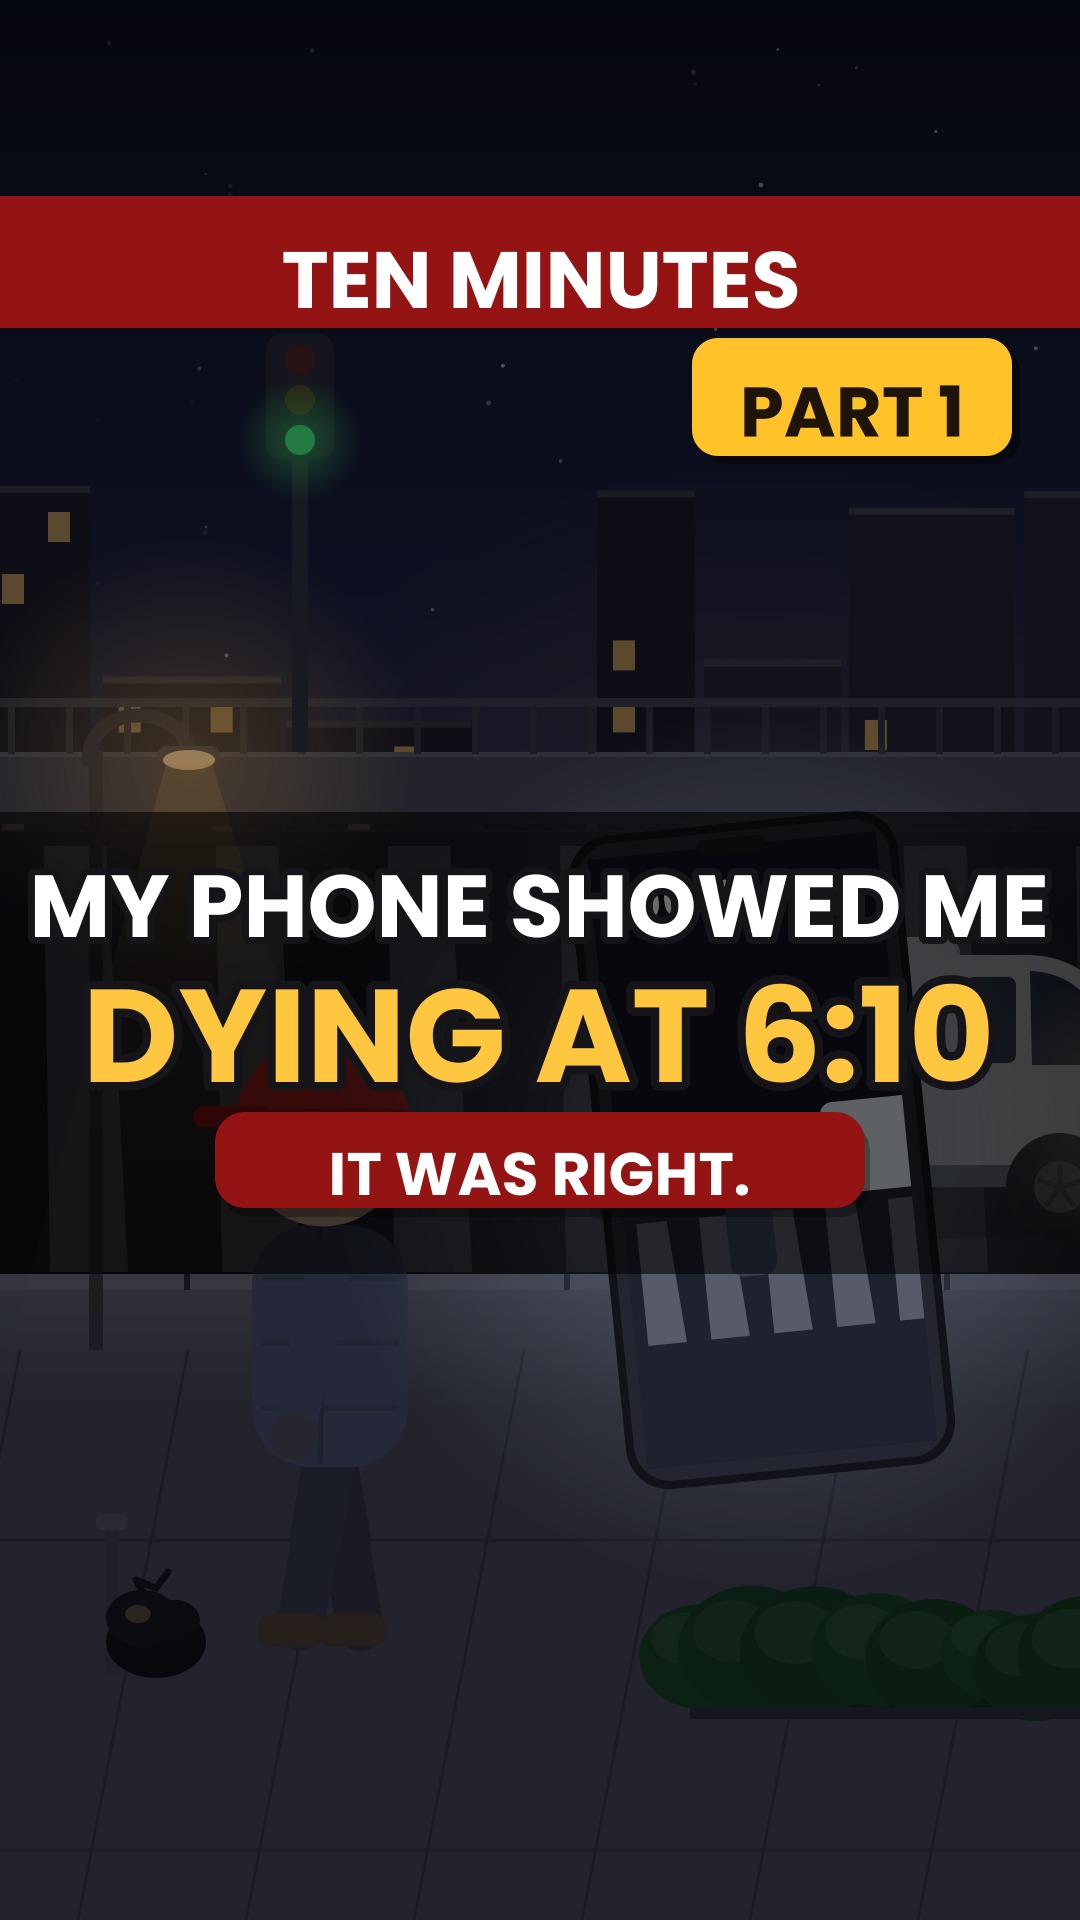 TEN MINUTES
PART 1
MY PHONE SHOWED ME
DYING AT 6:10
IT WAS RIGHT.